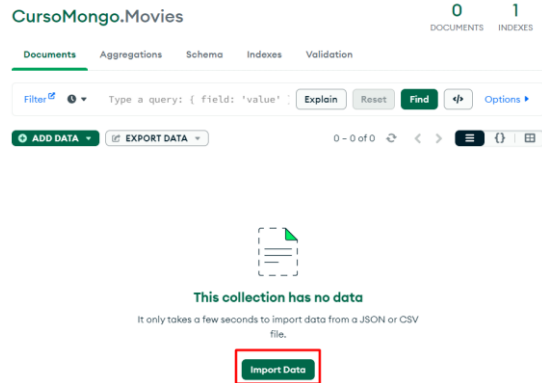 CursoMongo.Movies
0 1
DOCUMENTS INDEXES
Documents Aggregations Schema Indexes Validation
Filter Type a query: { field: 'value' } Explain Reset Find </> Options
ADD DATA EXPORT DATA 0 – 0 of 0 {}
This collection has no data
It only takes a few seconds to import data from a JSON or CSV
file.
Import Data